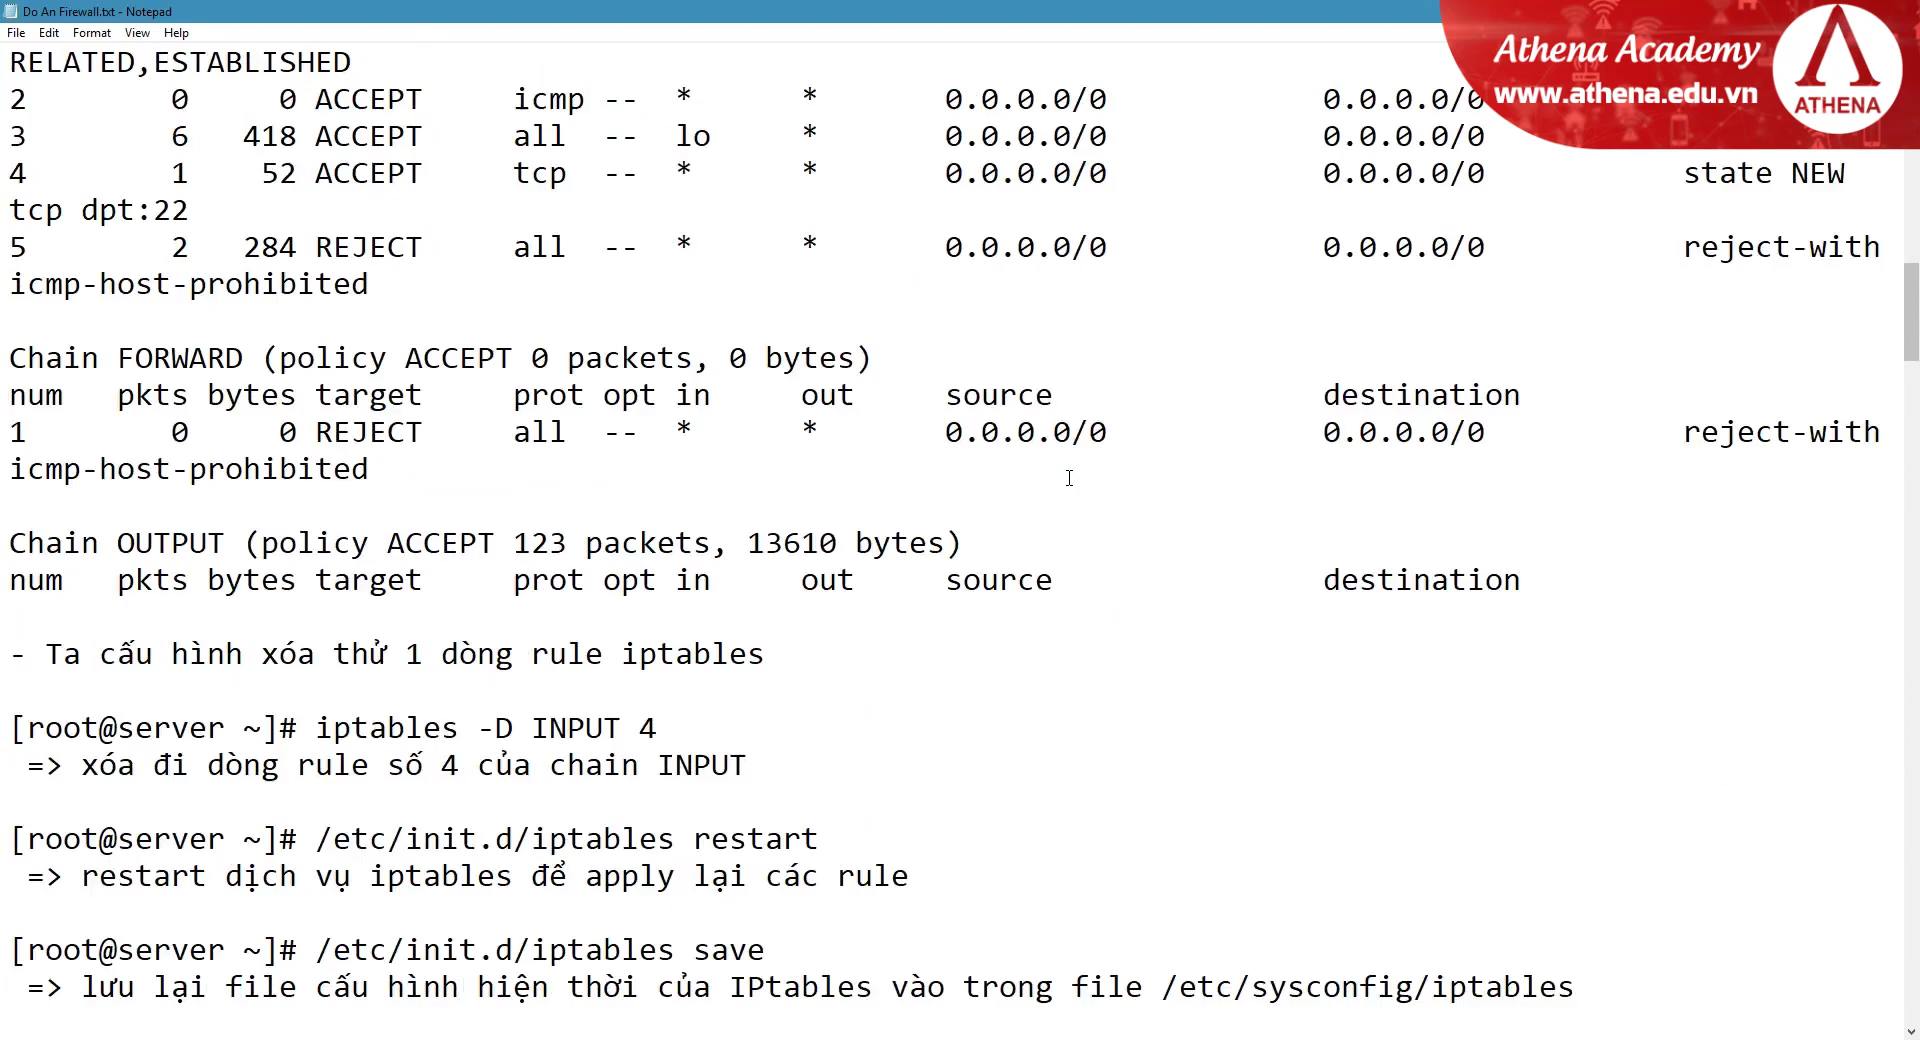 Do An Firewall.txt - Notepad
File Edit Format View Help
Athena Academy
www.athena.edu.vn
ATHENA
RELATED,ESTABLISHED
2 0 0 ACCEPT icmp -- * * 0.0.0.0/0 0.0.0.0/0
3 6 418 ACCEPT all -- lo * 0.0.0.0/0 0.0.0.0/0
4 1 52 ACCEPT tcp -- * * 0.0.0.0/0 0.0.0.0/0 state NEW
tcp dpt:22
5 2 284 REJECT all -- * * 0.0.0.0/0 0.0.0.0/0 reject-with
icmp-host-prohibited
Chain FORWARD (policy ACCEPT 0 packets, 0 bytes)
num pkts bytes target prot opt in out source destination
1 0 0 REJECT all -- * * 0.0.0.0/0 0.0.0.0/0 reject-with
icmp-host-prohibited
Chain OUTPUT (policy ACCEPT 123 packets, 13610 bytes)
num pkts bytes target prot opt in out source destination
- Ta cấu hình xóa thử 1 dòng rule iptables
[root@server ~]# iptables -D INPUT 4
=> xóa đi dòng rule số 4 của chain INPUT
[root@server ~]# /etc/init.d/iptables restart
=> restart dịch vụ iptables để apply lại các rule
[root@server ~]# /etc/init.d/iptables save
=> lưu lại file cấu hình hiện thời của IPtables vào trong file /etc/sysconfig/iptables